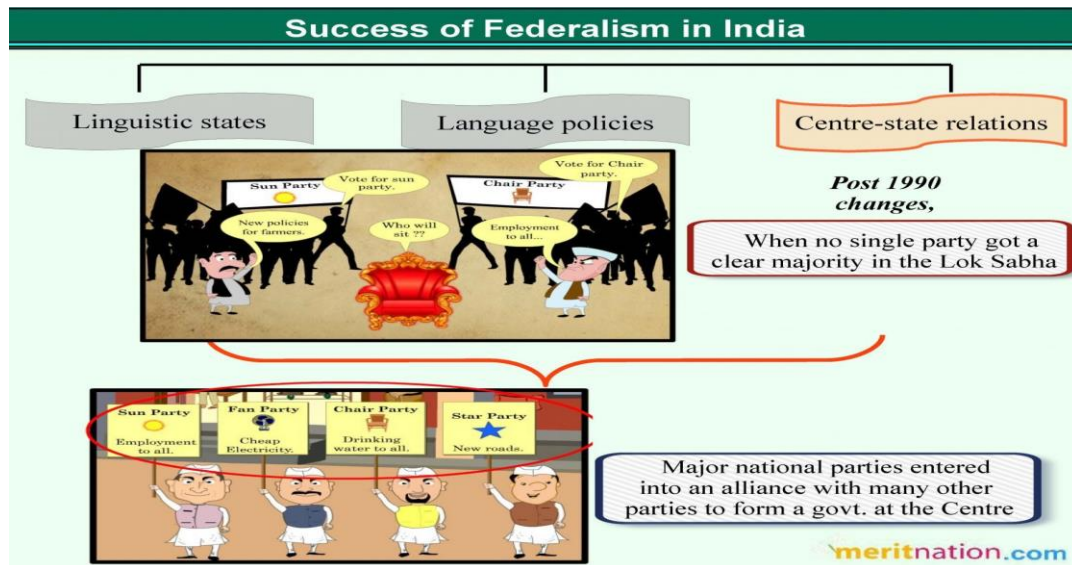 Success of Federalism in India
Linguistic states
Language policies
Centre-state relations
Sun Party
Vote for sun
party.
Chair Party
Vote for Chair
party.
New policies
for farmers.
Who will
sit ??
Employment
to all...
Post 1990
changes,
When no single party got a
clear majority in the Lok Sabha
Sun Party
Employment
to all.
Fan Party
Cheap
Electricity.
Chair Party
Drinking
water to all.
Star Party
New roads.
Major national parties entered
into an alliance with many other
parties to form a govt. at the Centre
meritnation.com